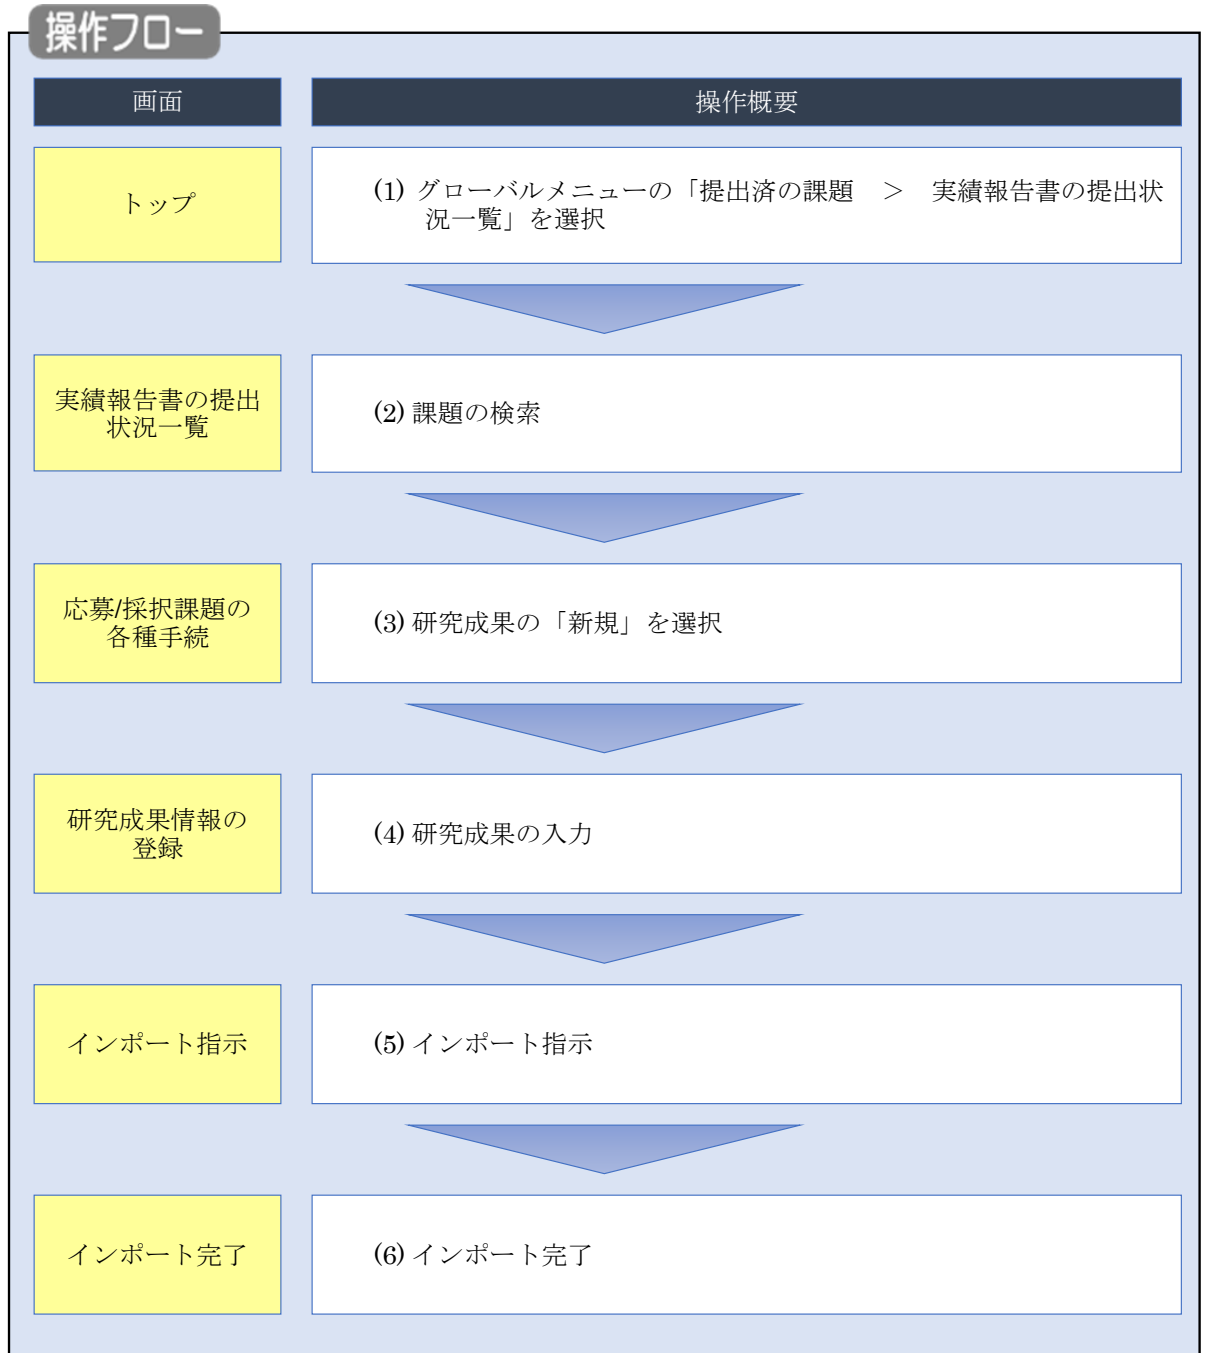 操作フロー
画面
操作概要
トップ
(1) グローバルメニューの「提出済の課題　＞　実績報告書の提出状
況一覧」を選択
実績報告書の提出
状況一覧
(2) 課題の検索
応募/採択課題の
各種手続
(3) 研究成果の「新規」を選択
研究成果情報の
登録
(4) 研究成果の入力
インポート指示
(5) インポート指示
インポート完了
(6) インポート完了